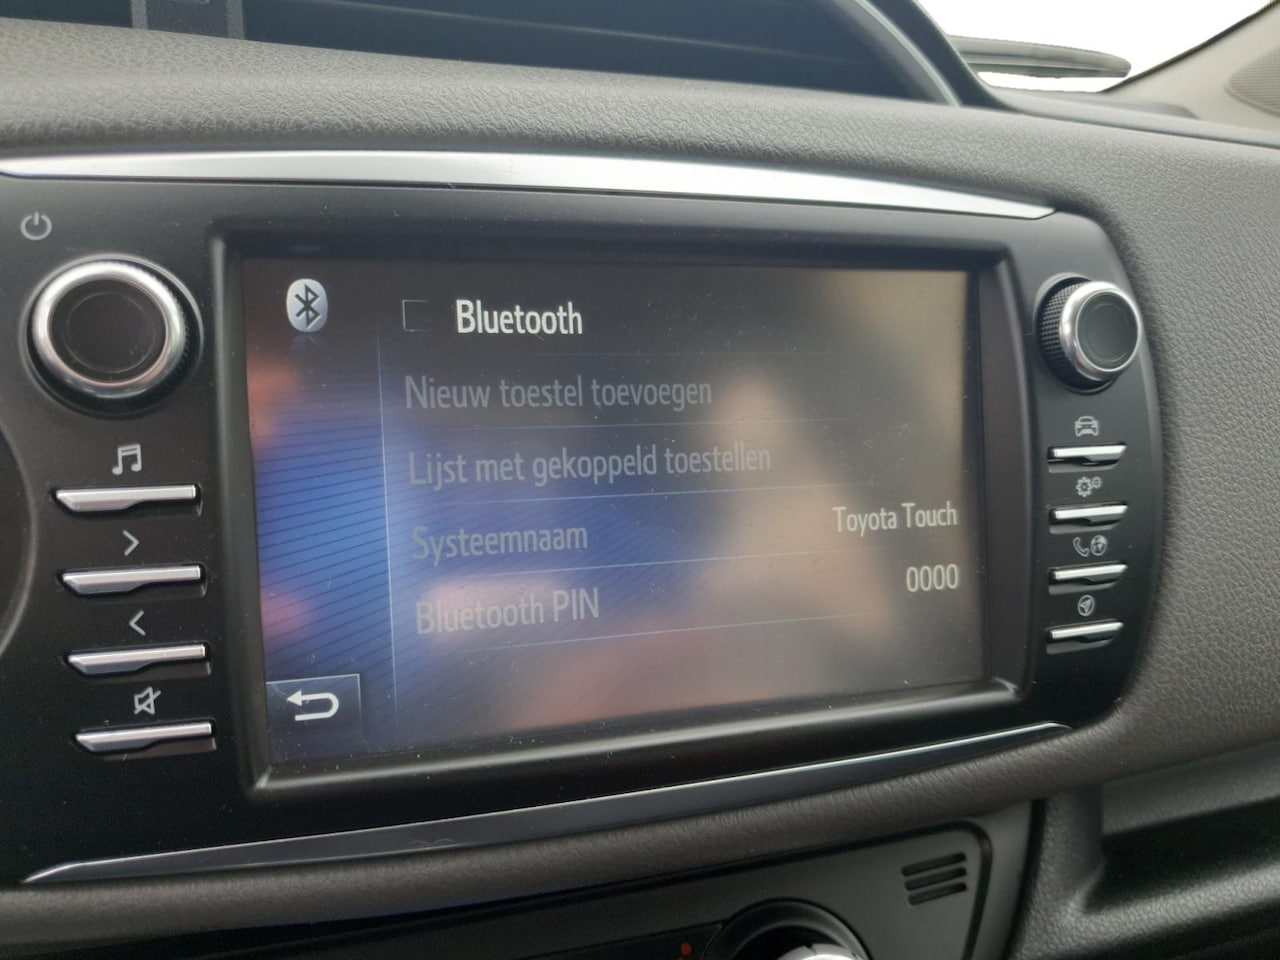 Bluetooth
Nieuw toestel toevoegen
Lijst met gekoppeld toestellen
Systeemnaam Toyota Touch
Bluetooth PIN 0000